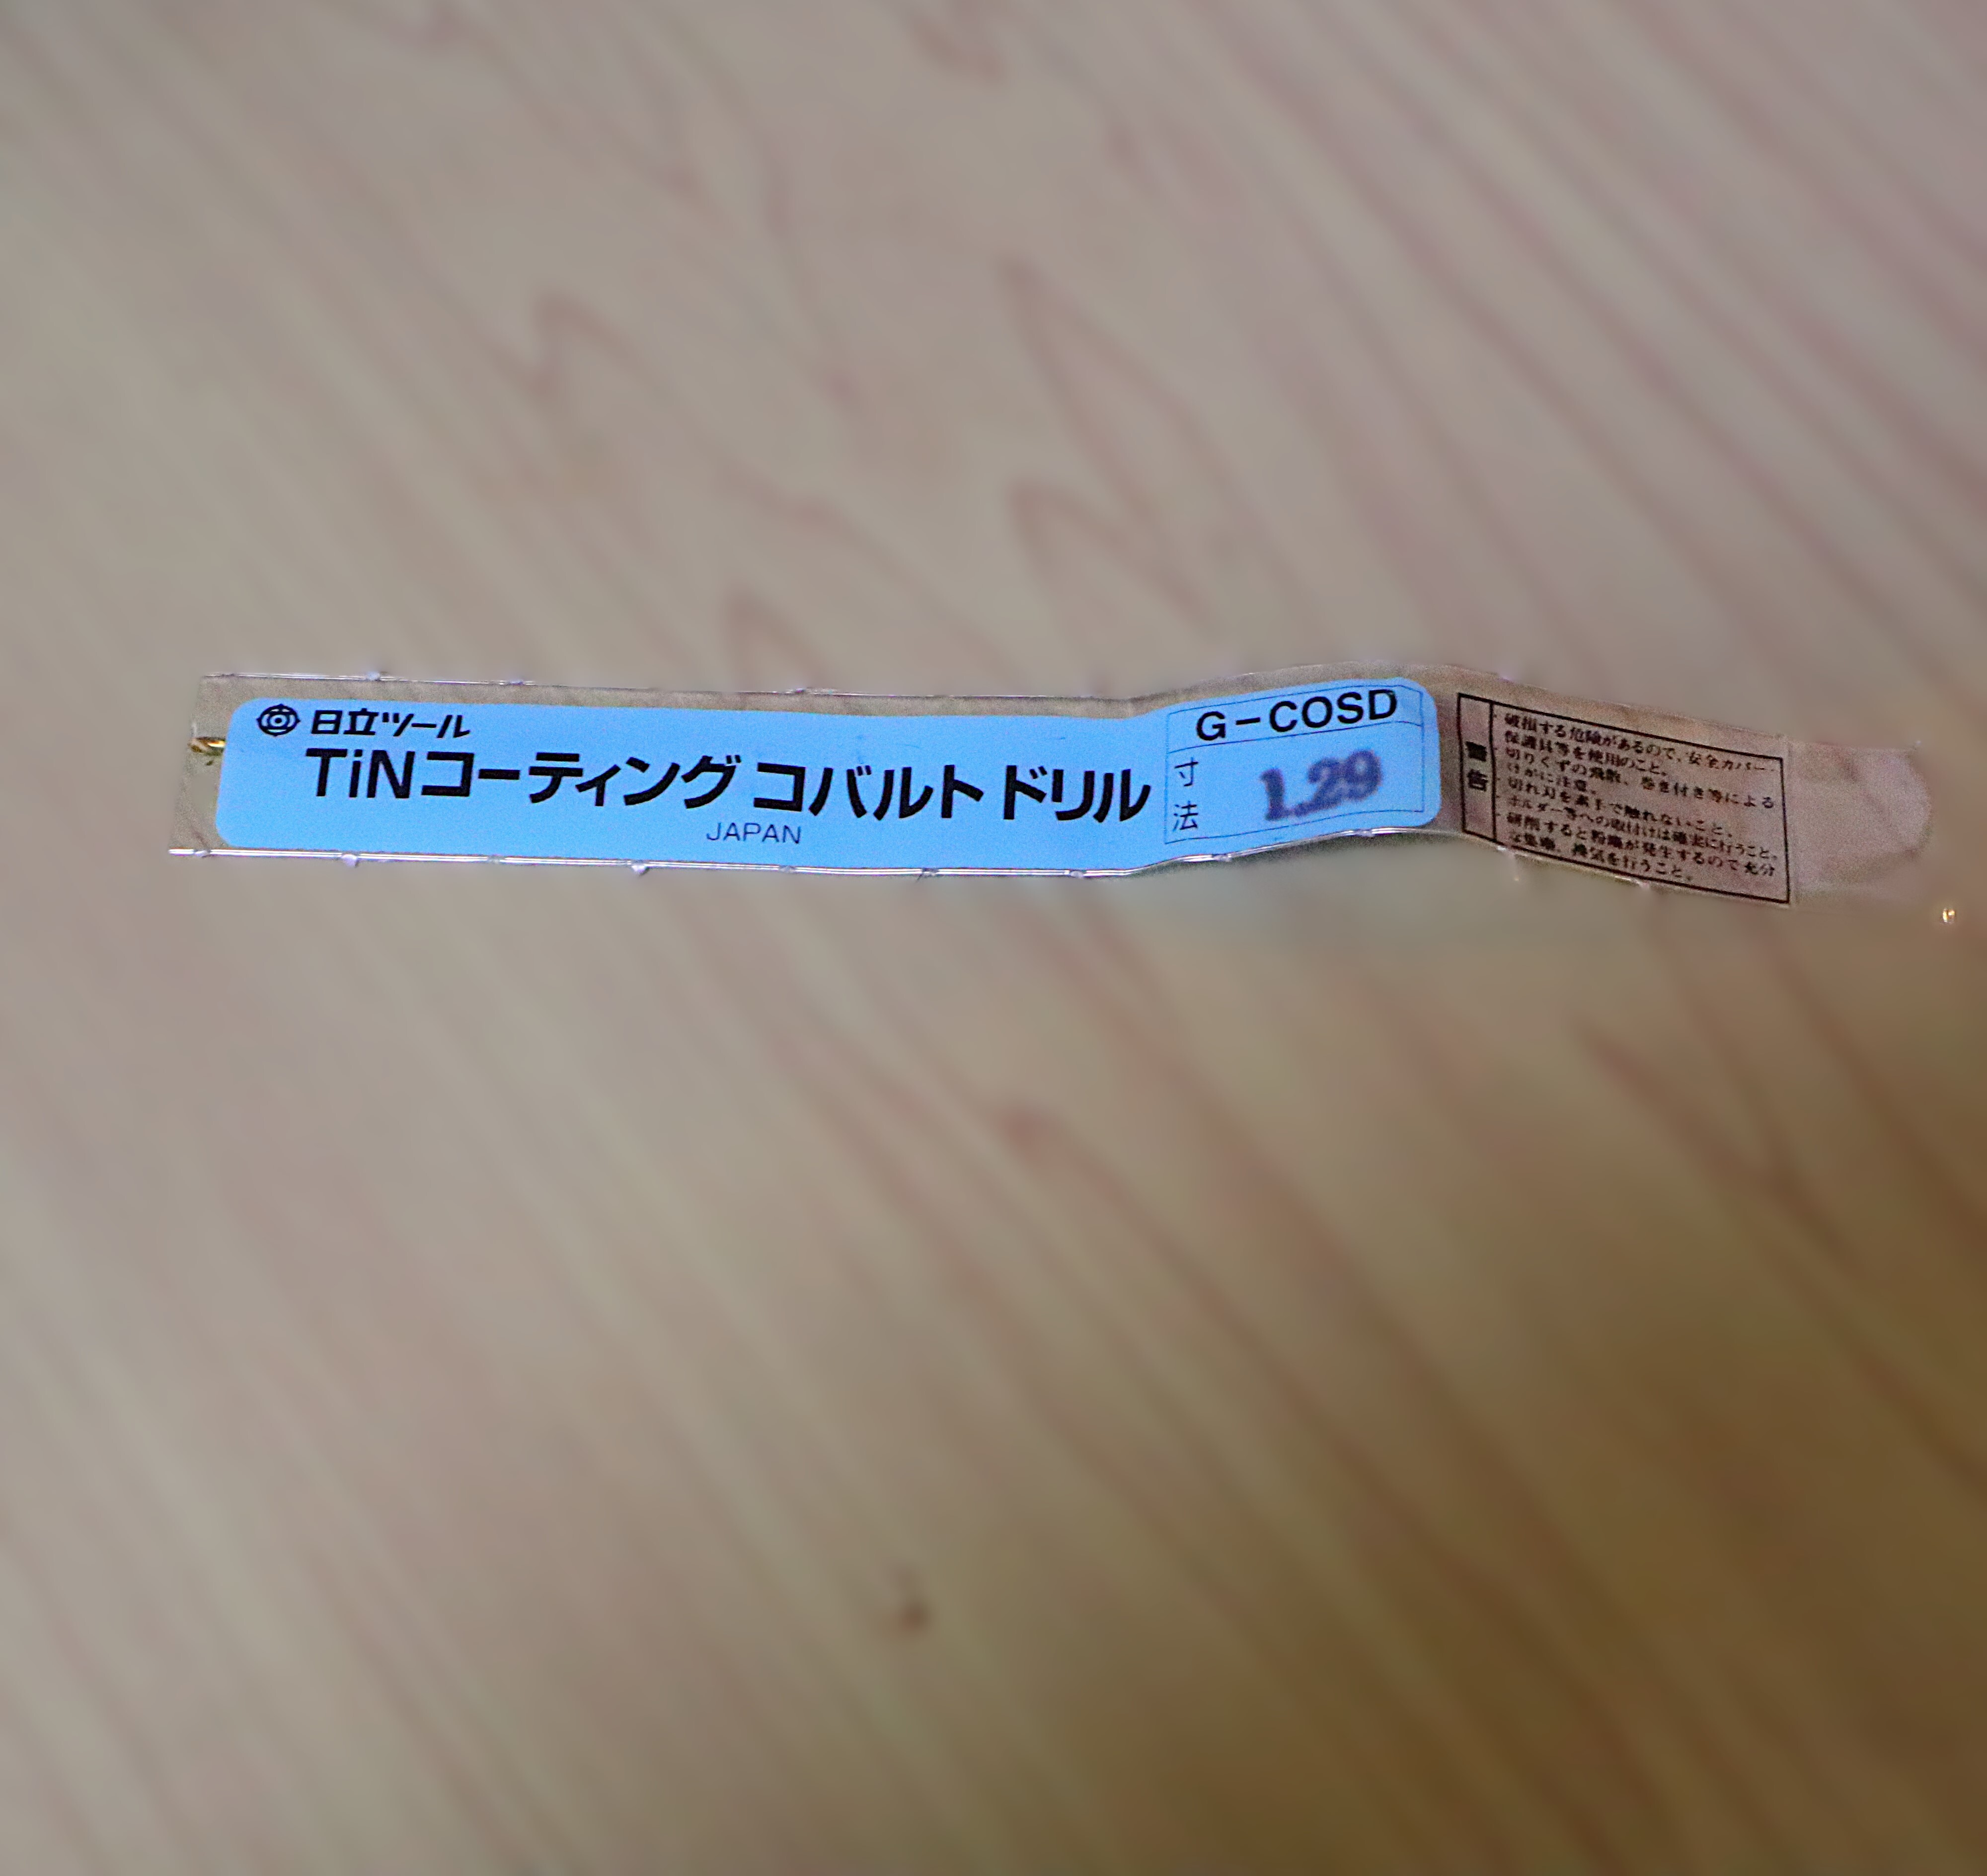 日立ツール
TiNコーティング コバルト ドリル
JAPAN
G-COSD
寸法
1.29
警告
・破損する危険があるので、安全カバー・
保護具等を使用のこと。
・切りくずの飛散、巻き付き等による
けがに注意。
・切れ刃を素手で触れないこと。
・ホルダー等への取付けは確実に行うこと。
・研削すると粉塵が発生するので充分
な集塵、換気を行うこと。